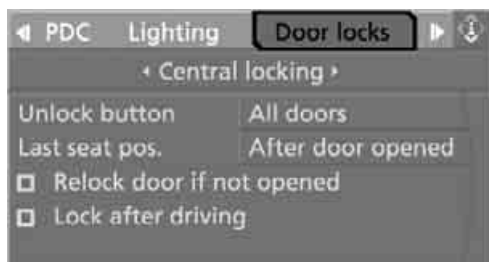 PDC Lighting Door locks
Central locking
Unlock button All doors
Last seat pos. After door opened
Relock door if not opened
Lock after driving